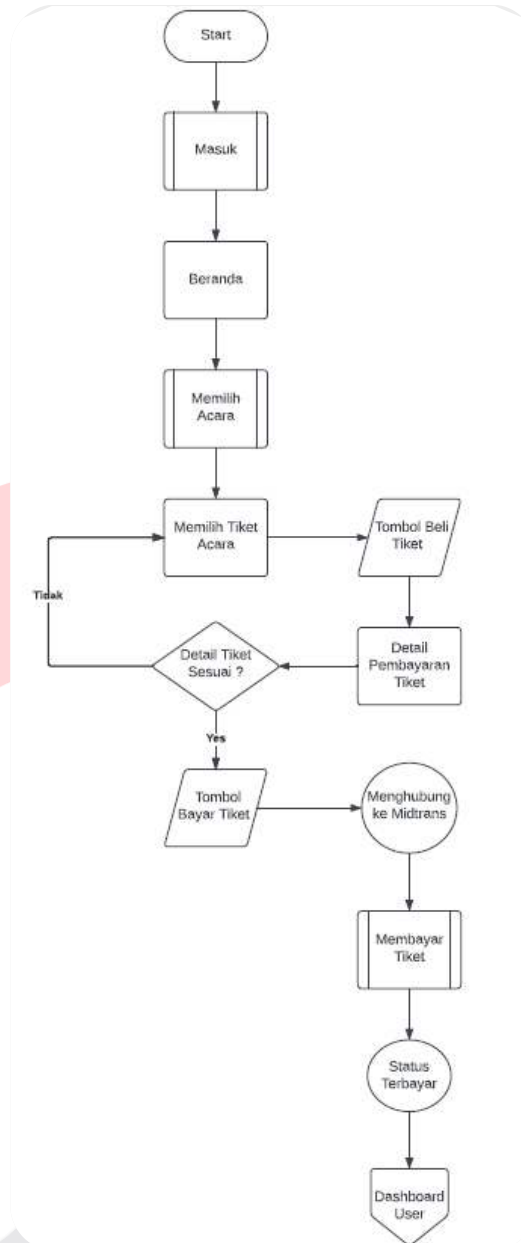 Start
Masuk
Beranda
Memilih
Acara
Memilih Tiket
Acara
Tombol Beli
Tiket
Tidak
Detail Tiket
Sesuai ?
Detail
Pembayaran
Tiket
Yes
Tombol
Bayar Tiket
Menghubung
ke Midtrans
Membayar
Tiket
Status
Terbayar
Dashboard
User